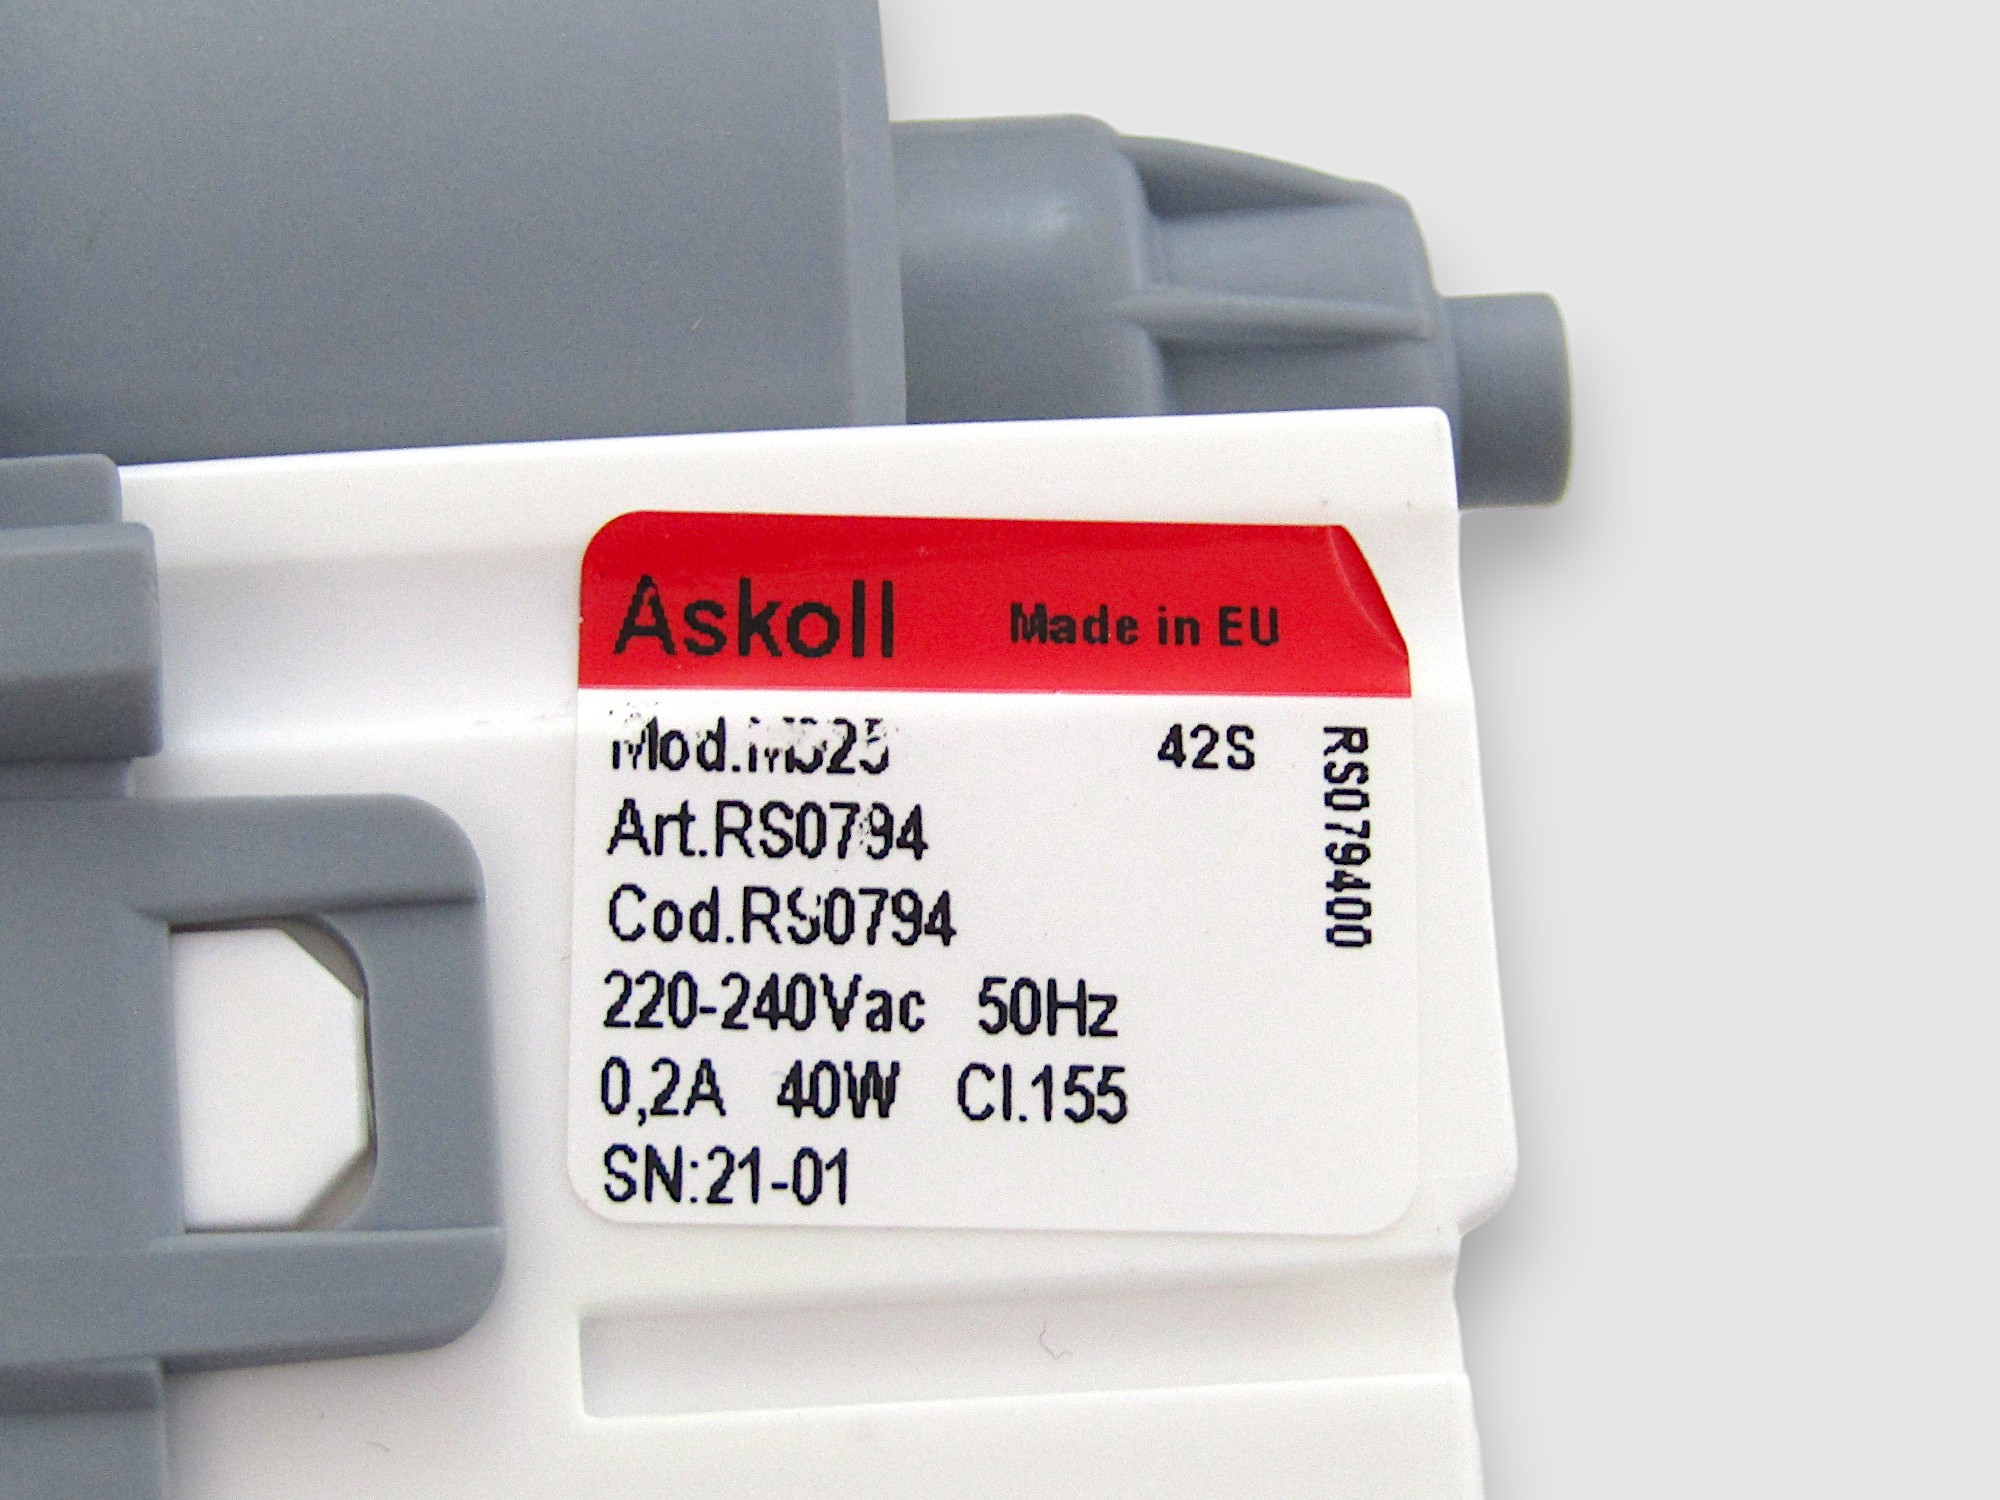 Askoll Made in EU
Mod. 42S
Art.RS0794
Cod.RS0794
220-240Vac 50Hz
0,2A 40W Cl.155
SN:21-01
RS079400